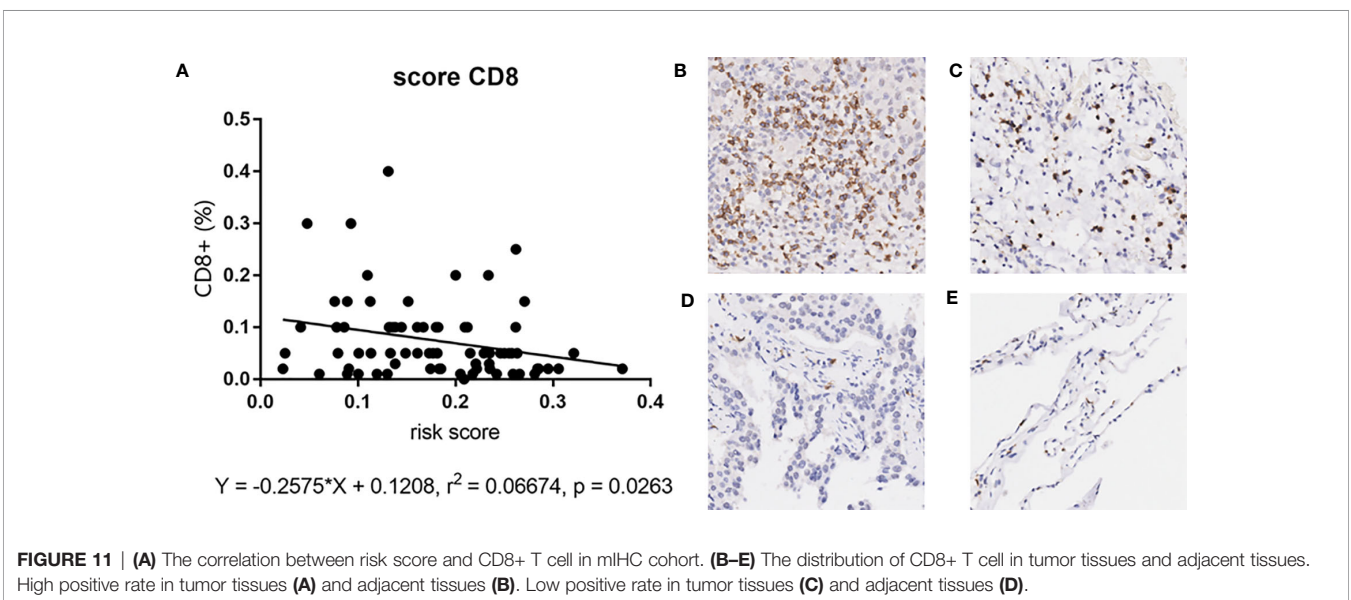 A
score CD8
CD8+ (%)
0.5
0.4
0.3
0.2
0.1
0.0
0.0 0.1 0.2 0.3 0.4
risk score
Y = -0.2575*X + 0.1208, r² = 0.06674, p = 0.0263
B
C
D
E
FIGURE 11 | (A) The correlation between risk score and CD8+ T cell in mIHC cohort. (B–E) The distribution of CD8+ T cell in tumor tissues and adjacent tissues.
High positive rate in tumor tissues (A) and adjacent tissues (B). Low positive rate in tumor tissues (C) and adjacent tissues (D).